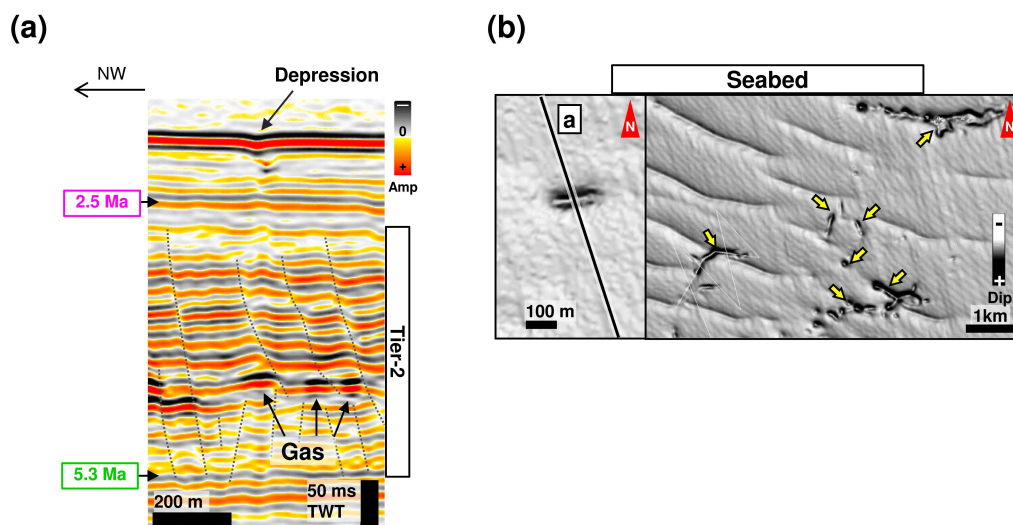 (a)
NW
Depression
0
+
Amp
2.5 Ma
Tier-2
Gas
5.3 Ma
200 m
50 ms
TWT
(b)
Seabed
a
N
100 m
N
-
+
Dip
1km